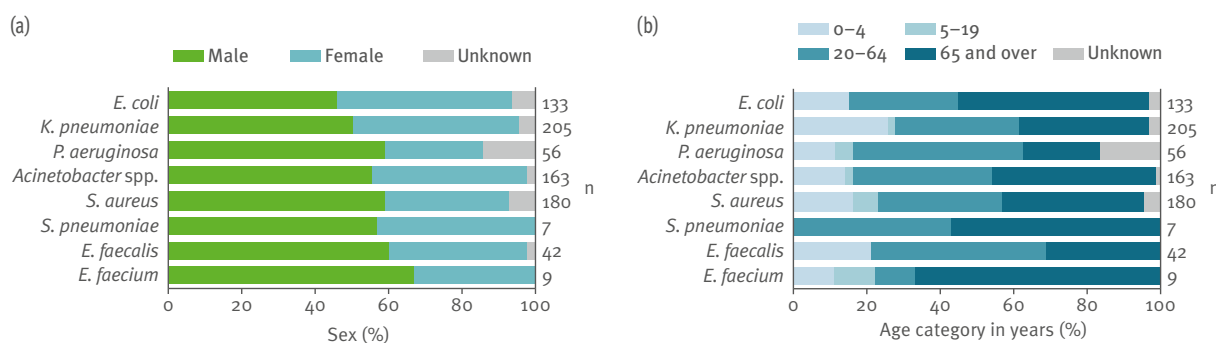 (a)
Male Female Unknown
E. coli 133
K. pneumoniae 205
P. aeruginosa 56
Acinetobacter spp. 163
n
S. aureus 180
S. pneumoniae 7
E. faecalis 42
E. faecium 9
0 20 40 60 80 100
Sex (%)
(b)
0–4 5–19
20–64 65 and over Unknown
E. coli 133
K. pneumoniae 205
P. aeruginosa 56
Acinetobacter spp. 163
n
S. aureus 180
S. pneumoniae 7
E. faecalis 42
E. faecium 9
0 20 40 60 80 100
Age category in years (%)